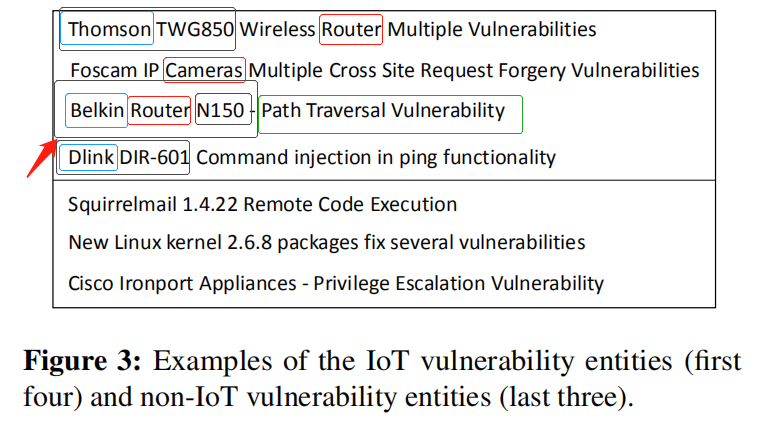 Thomson TWG850 Wireless Router Multiple Vulnerabilities
Foscam IP Cameras Multiple Cross Site Request Forgery Vulnerabilities
Belkin Router N150 - Path Traversal Vulnerability
Dlink DIR-601 Command injection in ping functionality
Squirrelmail 1.4.22 Remote Code Execution
New Linux kernel 2.6.8 packages fix several vulnerabilities
Cisco Ironport Appliances - Privilege Escalation Vulnerability
Figure 3: Examples of the IoT vulnerability entities (first
four) and non-IoT vulnerability entities (last three).